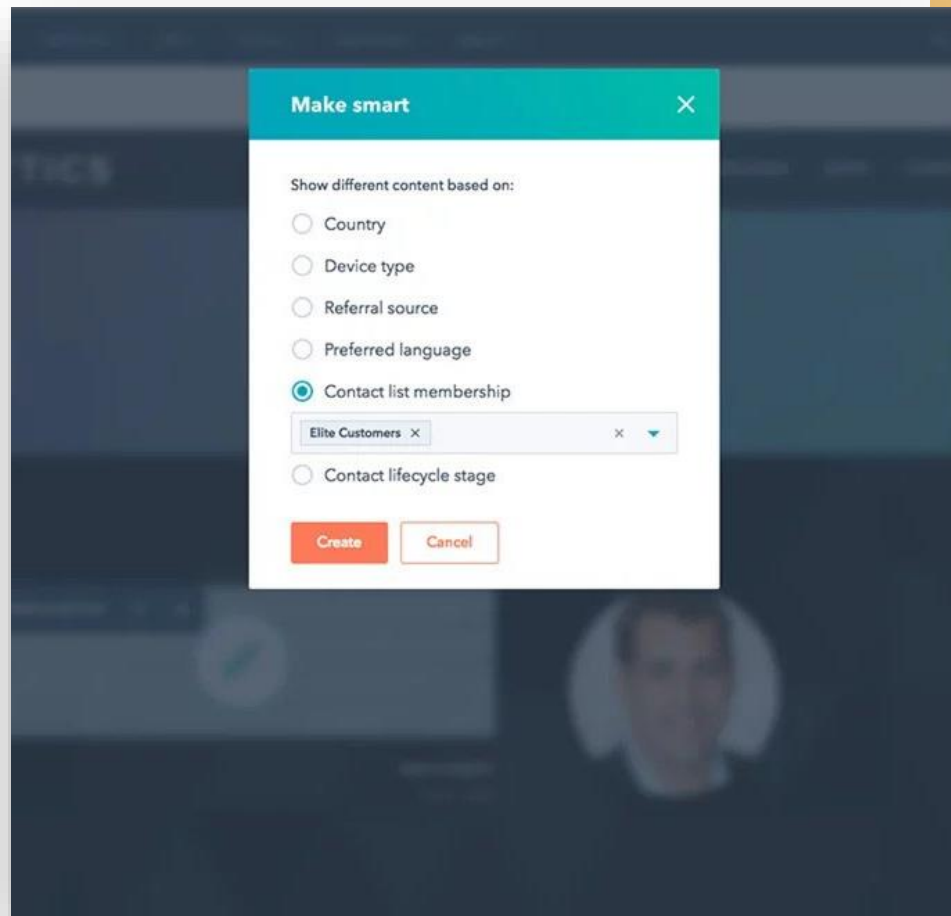 Make smart
Show different content based on:
Country
Device type
Referral source
Preferred language
Contact list membership
Elite Customers
Contact lifecycle stage
Create
Cancel
TICS